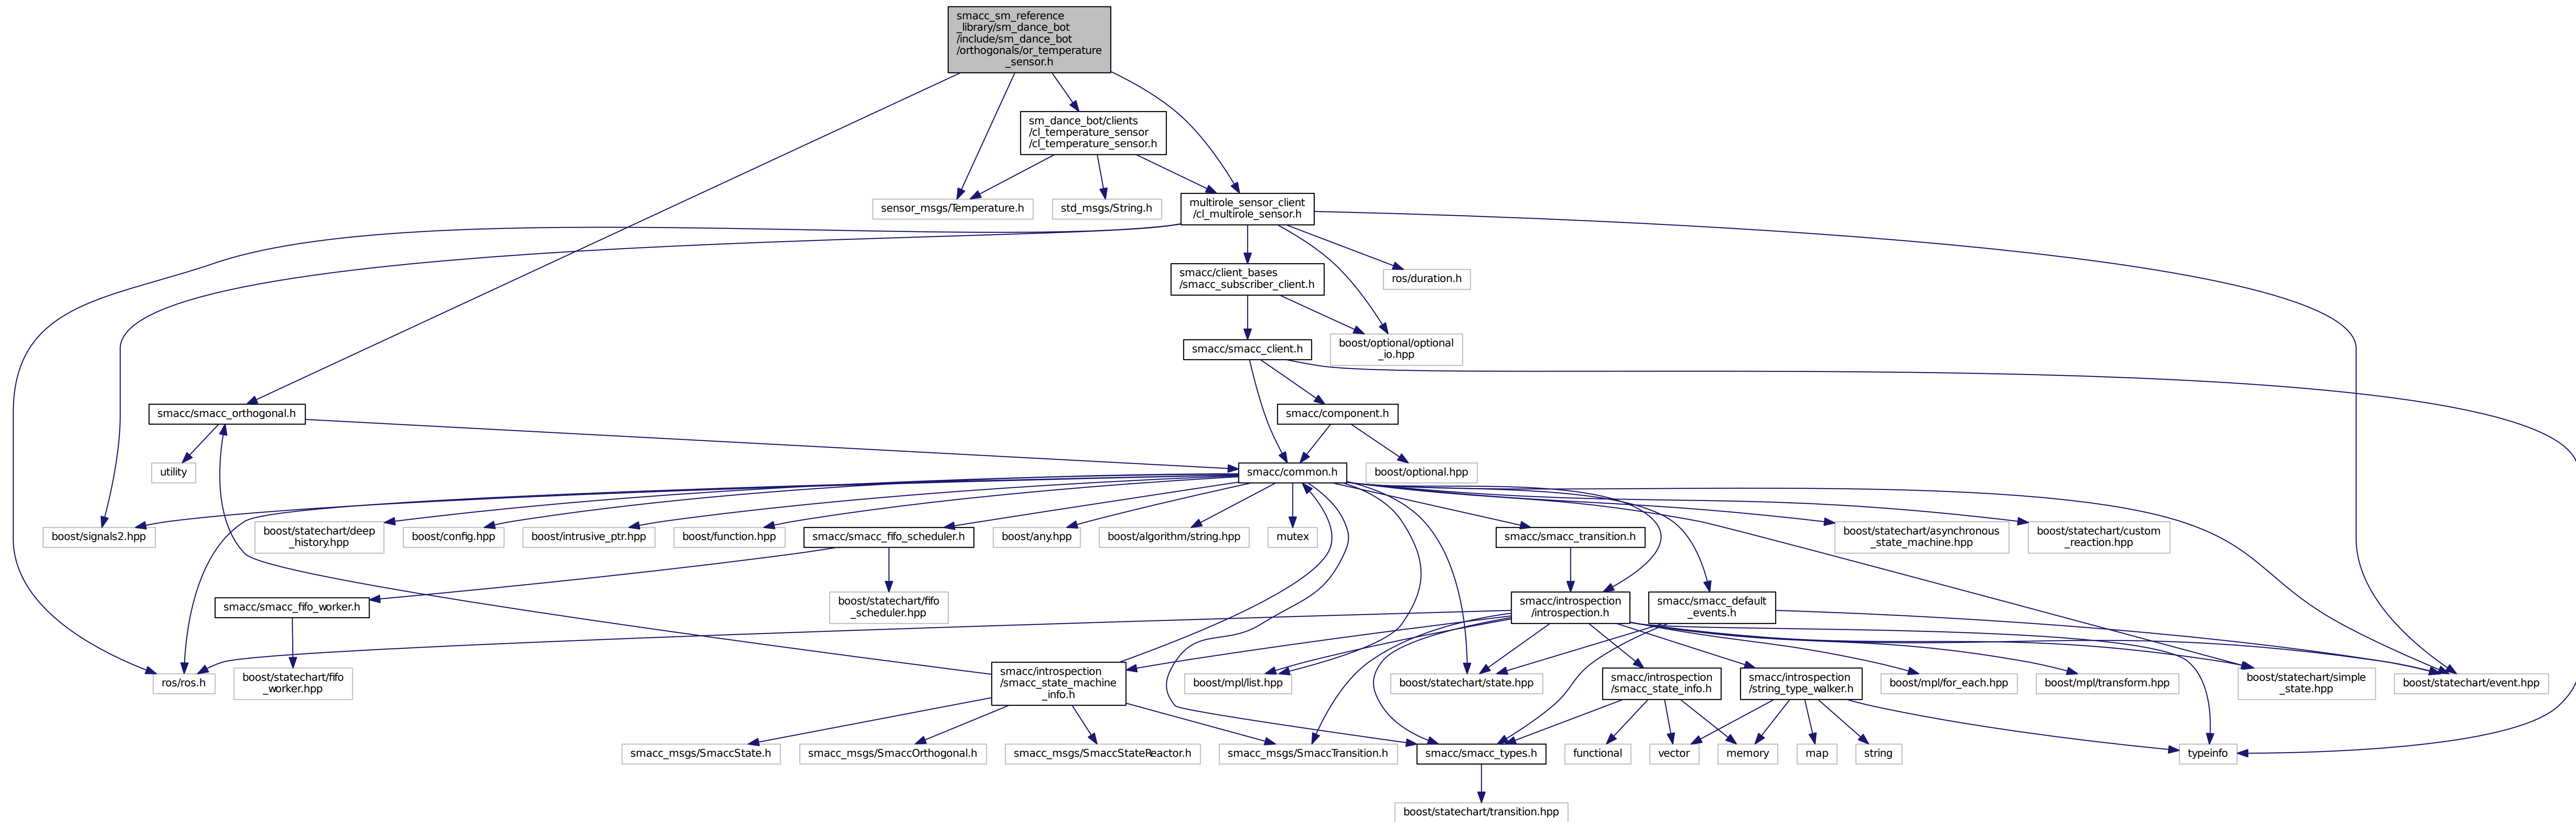 smacc_sm_reference
_library/sm_dance_bot
/include/sm_dance_bot
/orthogonals/or_temperature
_sensor.h
sm_dance_bot/clients
/cl_temperature_sensor
/cl_temperature_sensor.h
sensor_msgs/Temperature.h
std_msgs/String.h
multirole_sensor_client
/cl_multirole_sensor.h
smacc/client_bases
/smacc_subscriber_client.h
ros/duration.h
smacc/smacc_client.h
boost/optional/optional
_io.hpp
smacc/smacc_orthogonal.h
smacc/component.h
utility
smacc/common.h
boost/optional.hpp
boost/signals2.hpp
boost/statechart/deep
_history.hpp
boost/config.hpp
boost/intrusive_ptr.hpp
boost/function.hpp
smacc/smacc_fifo_scheduler.h
boost/any.hpp
boost/algorithm/string.hpp
mutex
smacc/smacc_transition.h
boost/statechart/asynchronous
_state_machine.hpp
boost/statechart/custom
_reaction.hpp
smacc/smacc_fifo_worker.h
boost/statechart/fifo
_scheduler.hpp
smacc/introspection
/introspection.h
smacc/smacc_default
_events.h
ros/ros.h
boost/statechart/fifo
_worker.hpp
smacc/introspection
/smacc_state_machine
_info.h
boost/mpl/list.hpp
boost/statechart/state.hpp
smacc/introspection
/smacc_state_info.h
smacc/introspection
/string_type_walker.h
boost/mpl/for_each.hpp
boost/mpl/transform.hpp
boost/statechart/simple
_state.hpp
boost/statechart/event.hpp
smacc_msgs/SmaccState.h
smacc_msgs/SmaccOrthogonal.h
smacc_msgs/SmaccStateReactor.h
smacc_msgs/SmaccTransition.h
smacc/smacc_types.h
functional
vector
memory
map
string
typeinfo
boost/statechart/transition.hpp